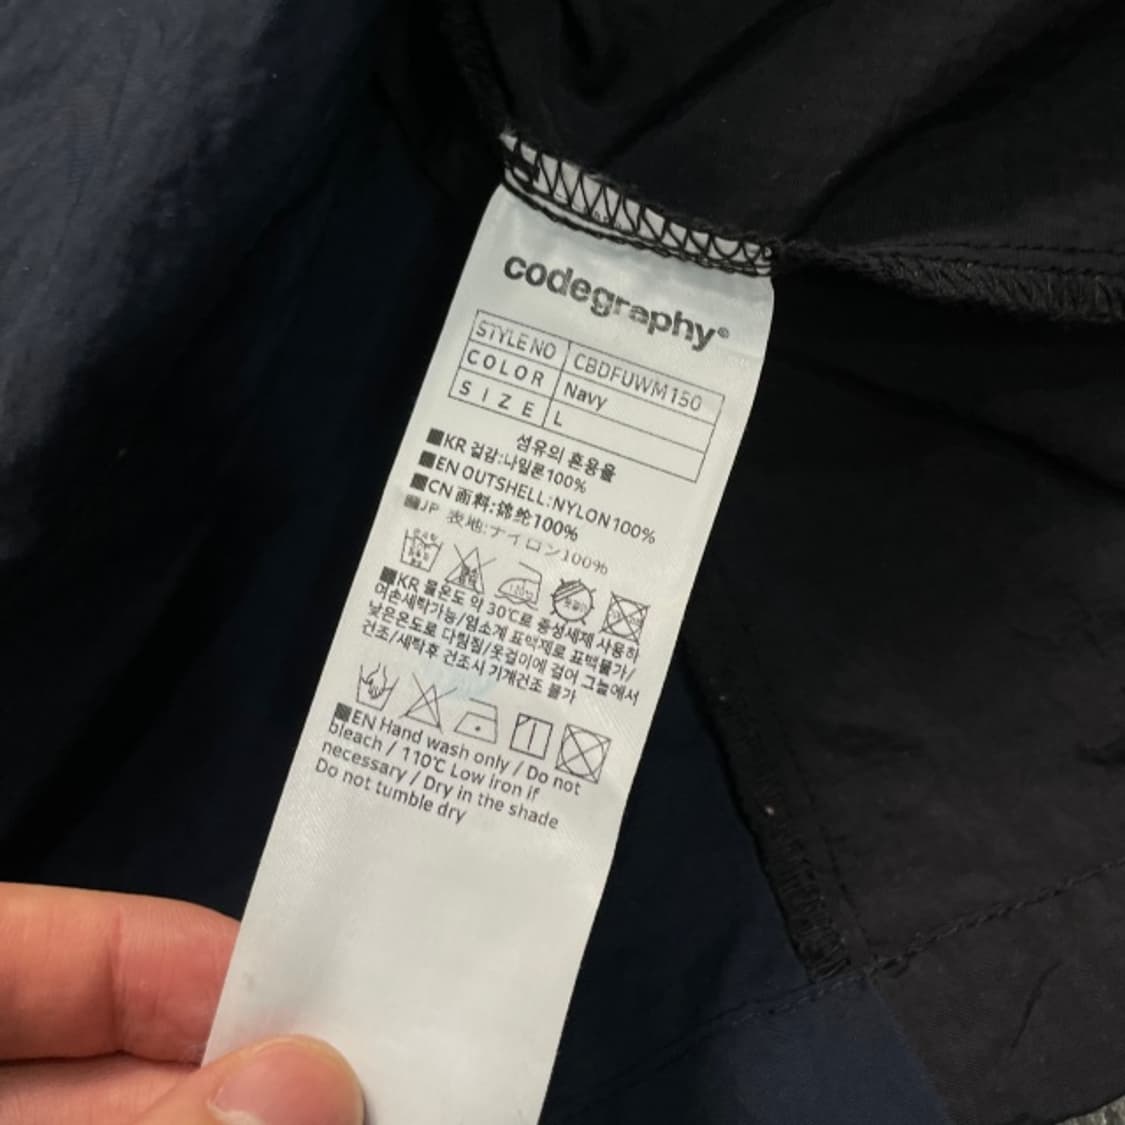 codegraphy®
STYLE NO CBDFUWM150
COLOR Navy
SIZE L
섬유의 혼용율
■KR 겉감:나일론100%
■EN OUTSHELL:NYLON100%
■CN 面料:锦纶100%
■JP 表地:ナイロン100%
120℃
■KR 물온도 약 30℃로 중성세제 사용하
여손세탁가능/염소계 표백제로 표백불가/
낮은온도로 다림질/옷걸이에 걸어 그늘에서
건조/세탁후 건조시 기계건조 불가
■EN Hand wash only / Do not
bleach / 110℃ Low iron if
necessary / Dry in the shade
Do not tumble dry